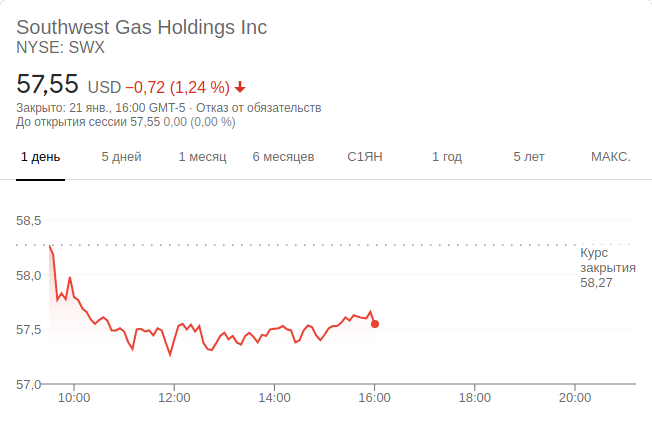 Southwest Gas Holdings Inc
NYSE: SWX
57,55 USD −0,72 (1,24 %)
Закрыто: 21 янв., 16:00 GMT-5 · Отказ от обязательств
До открытия сессии 57,55 0,00 (0,00 %)
1 день 5 дней 1 месяц 6 месяцев С1ЯН 1 год 5 лет МАКС.
58,5
Курс
закрытия
58,27
58,0
57,5
57,0
10:00 12:00 14:00 16:00 18:00 20:00